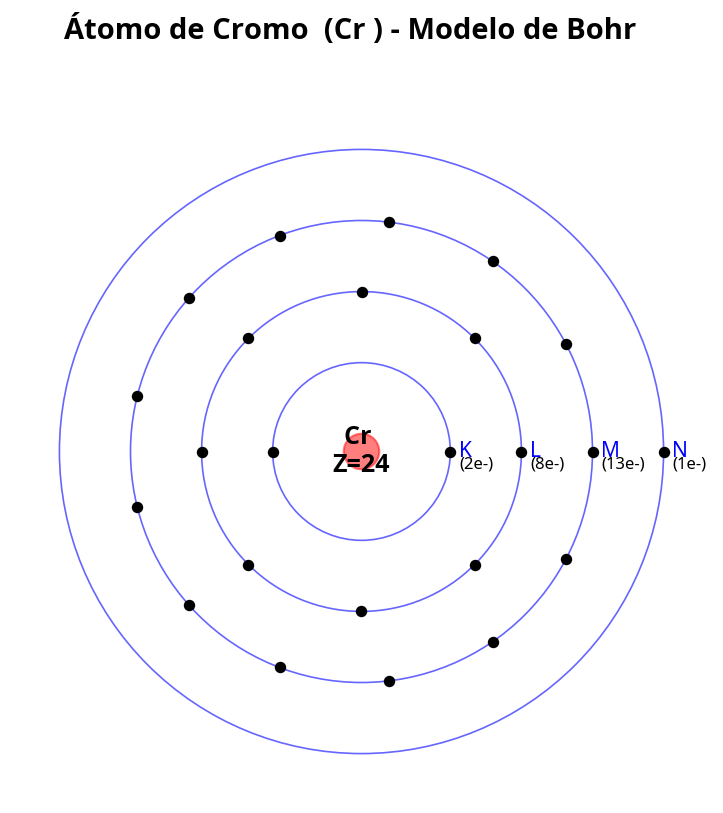 Átomo de Cromo (Cr ) - Modelo de Bohr
Cr
Z=24
K
(2e-)
L
(8e-)
M
(13e-)
N
(1e-)